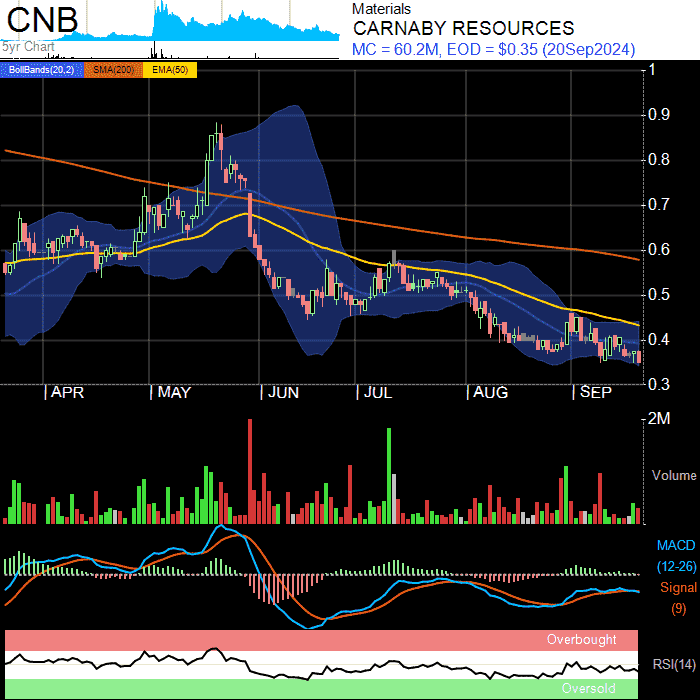 CNB
5yr Chart
Materials
CARNABY RESOURCES
MC = 60.2M, EOD = $0.35 (20Sep2024)
BollBands(20,2) SMA(200) EMA(50)
1
0.9
0.8
0.7
0.6
0.5
0.4
0.3
APR MAY JUN JUL AUG SEP
2M
Volume
MACD
(12-26)
Signal
(9)
Overbought
RSI(14)
Oversold